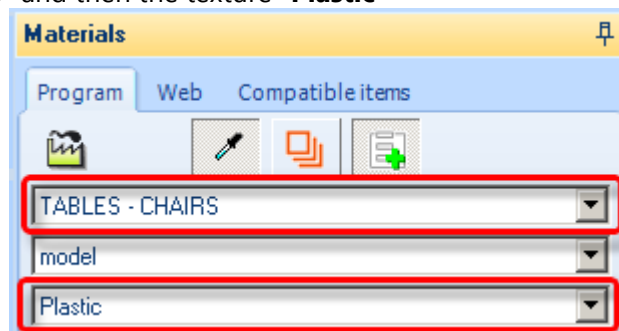 and then the texture "Plastic"
Materials
Program Web Compatible items
TABLES - CHAIRS
model
Plastic